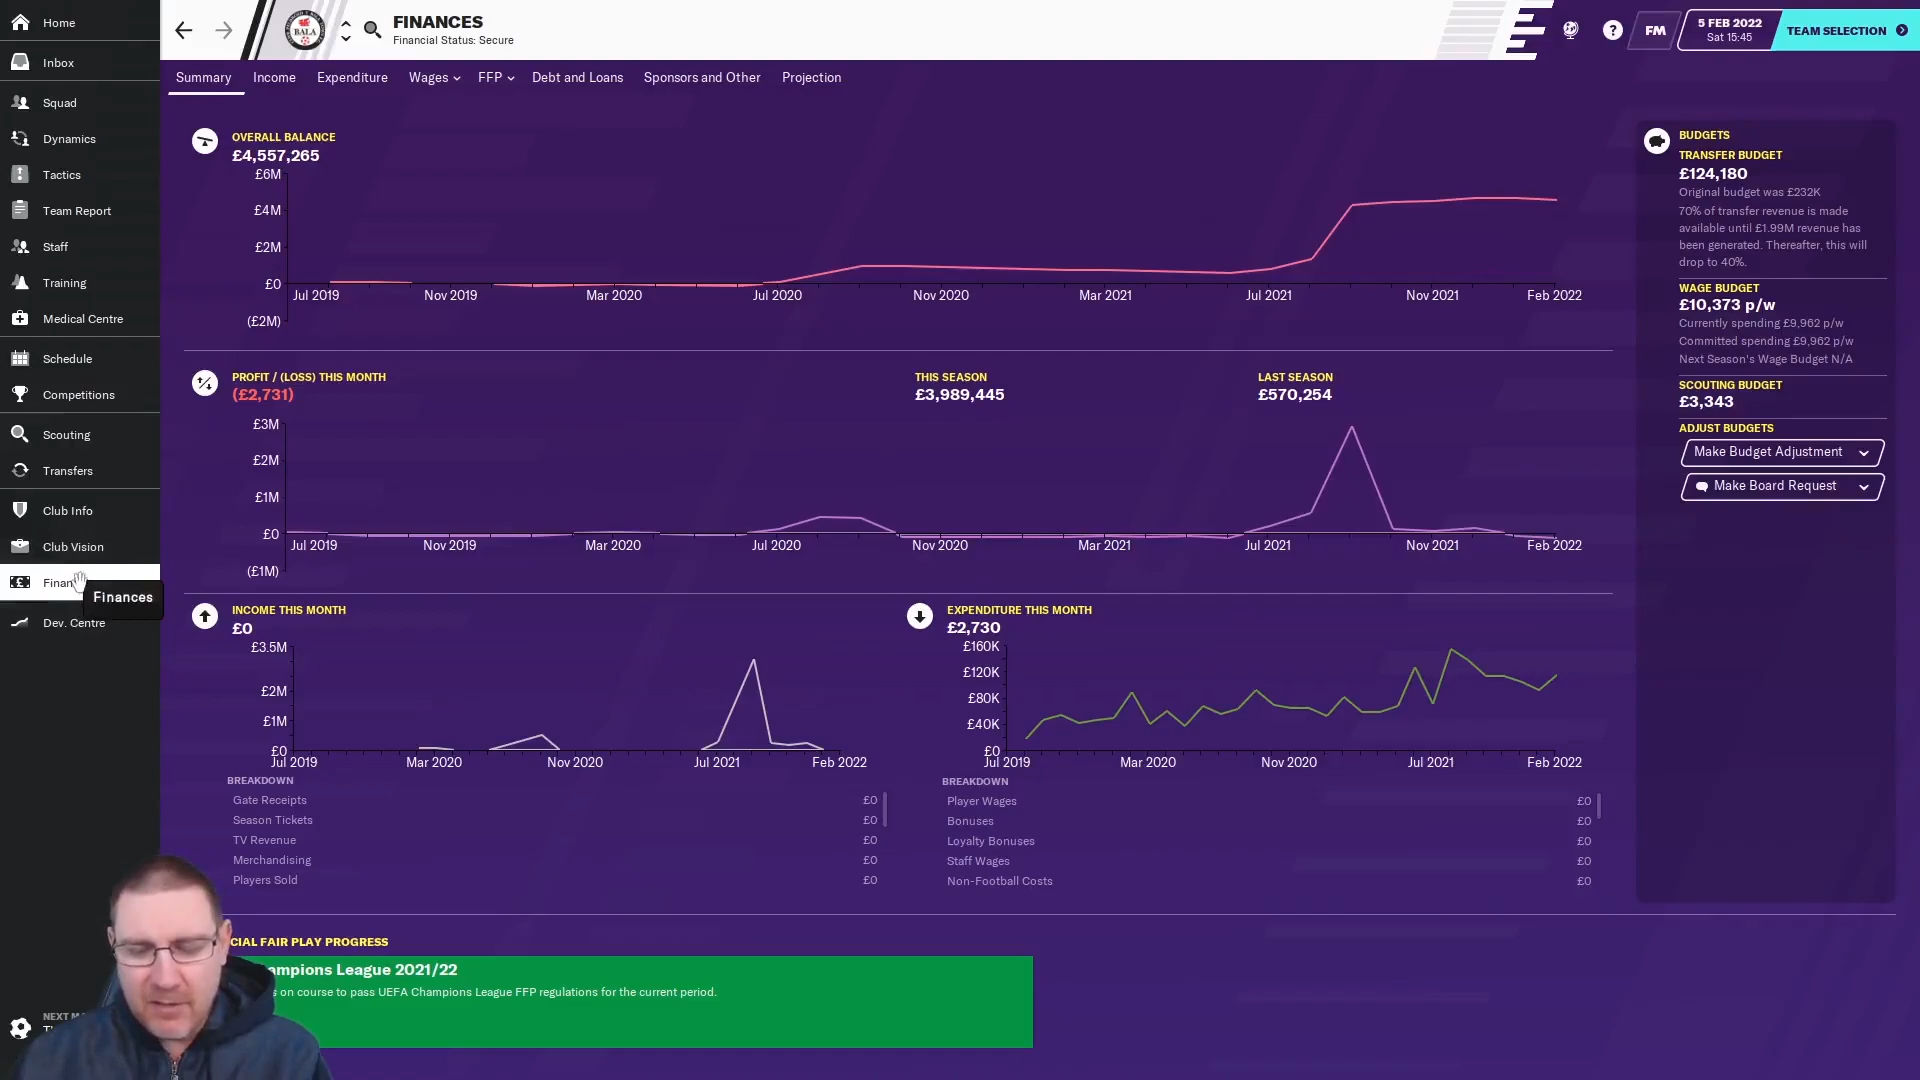 Home
Inbox
Squad
Dynamics
Tactics
Team Report
Staff
Training
Medical Centre
Schedule
Competitions
Scouting
Transfers
Club Info
Club Vision
Finan
Finances
Dev. Centre
NEXT M
BALA
FINANCES
Financial Status: Secure
? FM
5 FEB 2022
Sat 15:45
TEAM SELECTION
Summary Income Expenditure Wages FFP Debt and Loans Sponsors and Other Projection
OVERALL BALANCE
£4,557,265
£6M
£4M
£2M
£0
(£2M)
Jul 2019 Nov 2019 Mar 2020 Jul 2020 Nov 2020 Mar 2021 Jul 2021 Nov 2021 Feb 2022
PROFIT / (LOSS) THIS MONTH
(£2,731)
THIS SEASON
£3,989,445
LAST SEASON
£570,254
£3M
£2M
£1M
£0
(£1M)
Jul 2019 Nov 2019 Mar 2020 Jul 2020 Nov 2020 Mar 2021 Jul 2021 Nov 2021 Feb 2022
INCOME THIS MONTH
£0
£3.5M
£2M
£1M
£0
Jul 2019 Mar 2020 Nov 2020 Jul 2021 Feb 2022
BREAKDOWN
Gate Receipts £0
Season Tickets £0
TV Revenue £0
Merchandising £0
Players Sold £0
EXPENDITURE THIS MONTH
£2,730
£160K
£120K
£80K
£40K
£0
Jul 2019 Mar 2020 Nov 2020 Jul 2021 Feb 2022
BREAKDOWN
Player Wages £0
Bonuses £0
Loyalty Bonuses £0
Staff Wages £0
Non-Football Costs £0
CIAL FAIR PLAY PROGRESS
ampions League 2021/22
s on course to pass UEFA Champions League FFP regulations for the current period.
BUDGETS
TRANSFER BUDGET
£124,180
Original budget was £232K
70% of transfer revenue is made
available until £1.99M revenue has
been generated. Thereafter, this will
drop to 40%.
WAGE BUDGET
£10,373 p/w
Currently spending £9,962 p/w
Committed spending £9,962 p/w
Next Season's Wage Budget N/A
SCOUTING BUDGET
£3,343
ADJUST BUDGETS
Make Budget Adjustment
Make Board Request